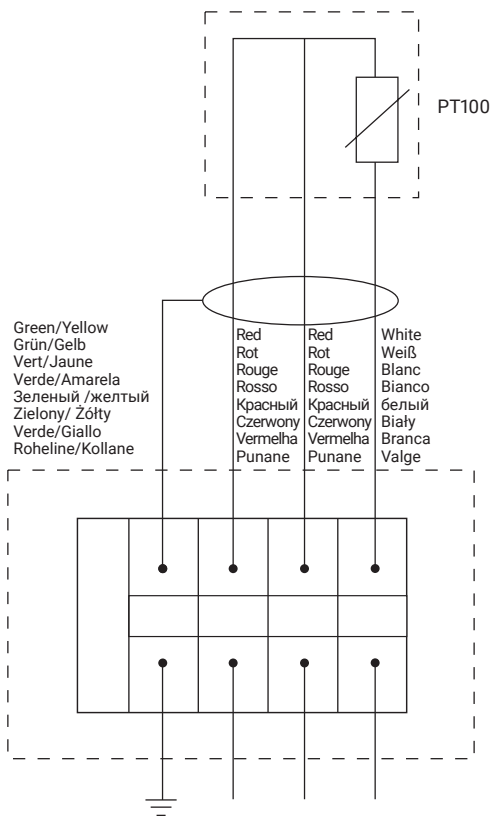 PT100
Green/Yellow
Grün/Gelb
Vert/Jaune
Verde/Amarela
Зеленый /желтый
Zielony/ Żółty
Verde/Giallo
Roheline/Kollane
Red
Rot
Rouge
Rosso
Красный
Czerwony
Vermelha
Punane
Red
Rot
Rouge
Rosso
Красный
Czerwony
Vermelha
Punane
White
Weiß
Blanc
Bianco
белый
Biały
Branca
Valge